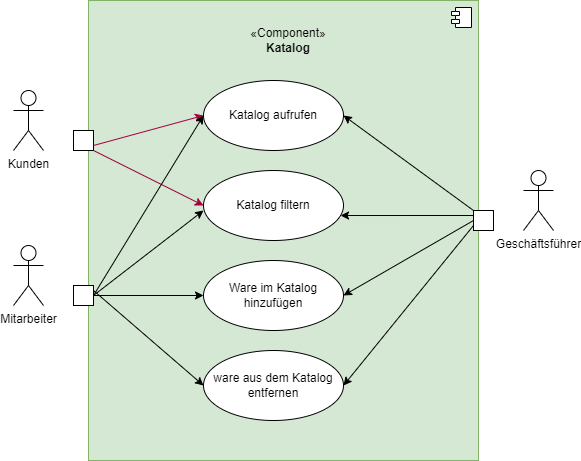 «Component»
Katalog
Katalog aufrufen
Kunden
Katalog filtern
Geschäftsführer
Ware im Katalog
hinzufügen
Mitarbeiter
ware aus dem Katalog
entfernen